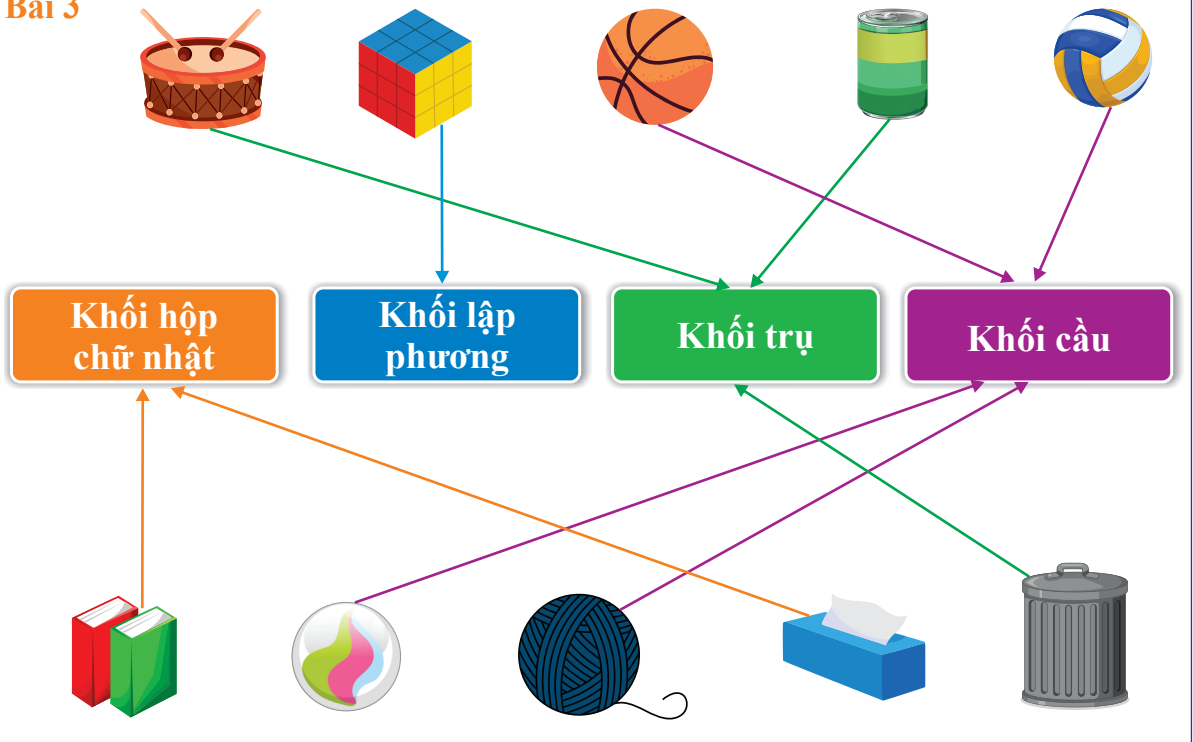 Bài 3
Khối hộp
chữ nhật
Khối lập
phương
Khối trụ
Khối cầu